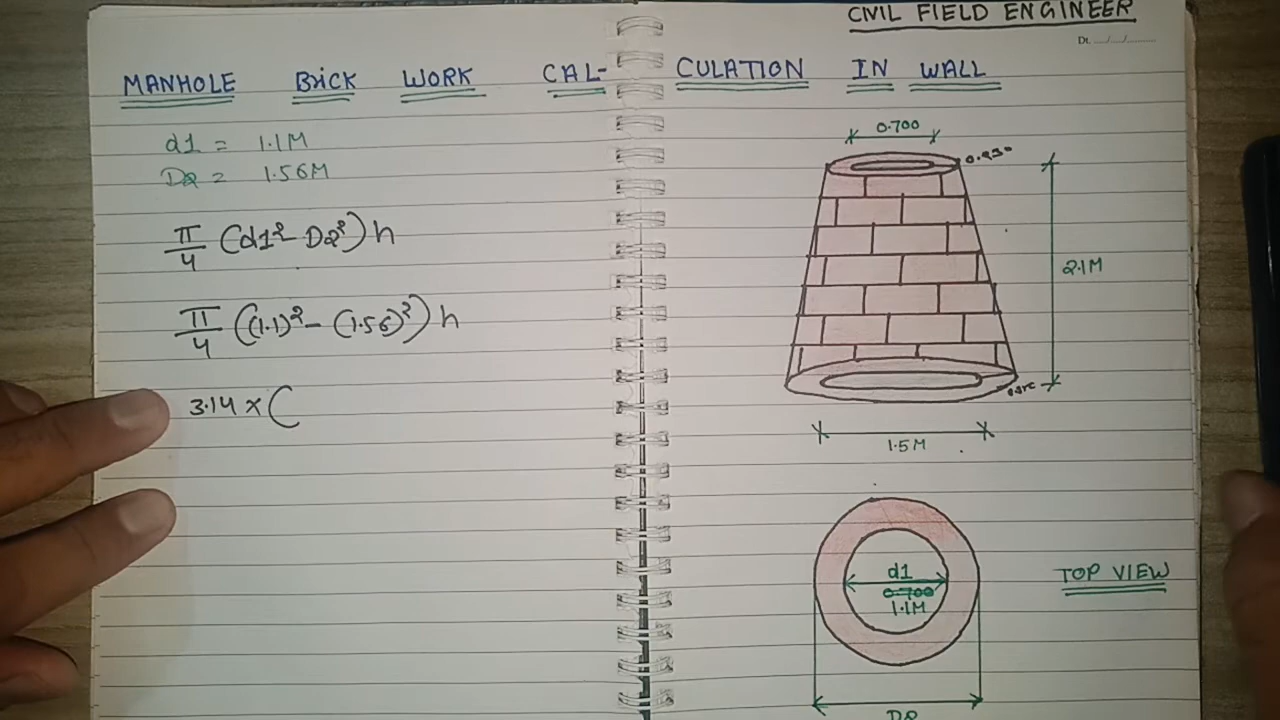 CIVIL FIELD ENGINEER
Dt. .../.../.........
MANHOLE BRICK WORK CAL-CULATION IN WALL
d1 = 1.1M
D2 = 1.56M
π/4 (d1² - D2²) h
π/4 ((1.1)² - (1.56)²) h
3.14 x (
0.700
2.1M
1.5M
d1
0.700
1.1M
TOP VIEW
D2